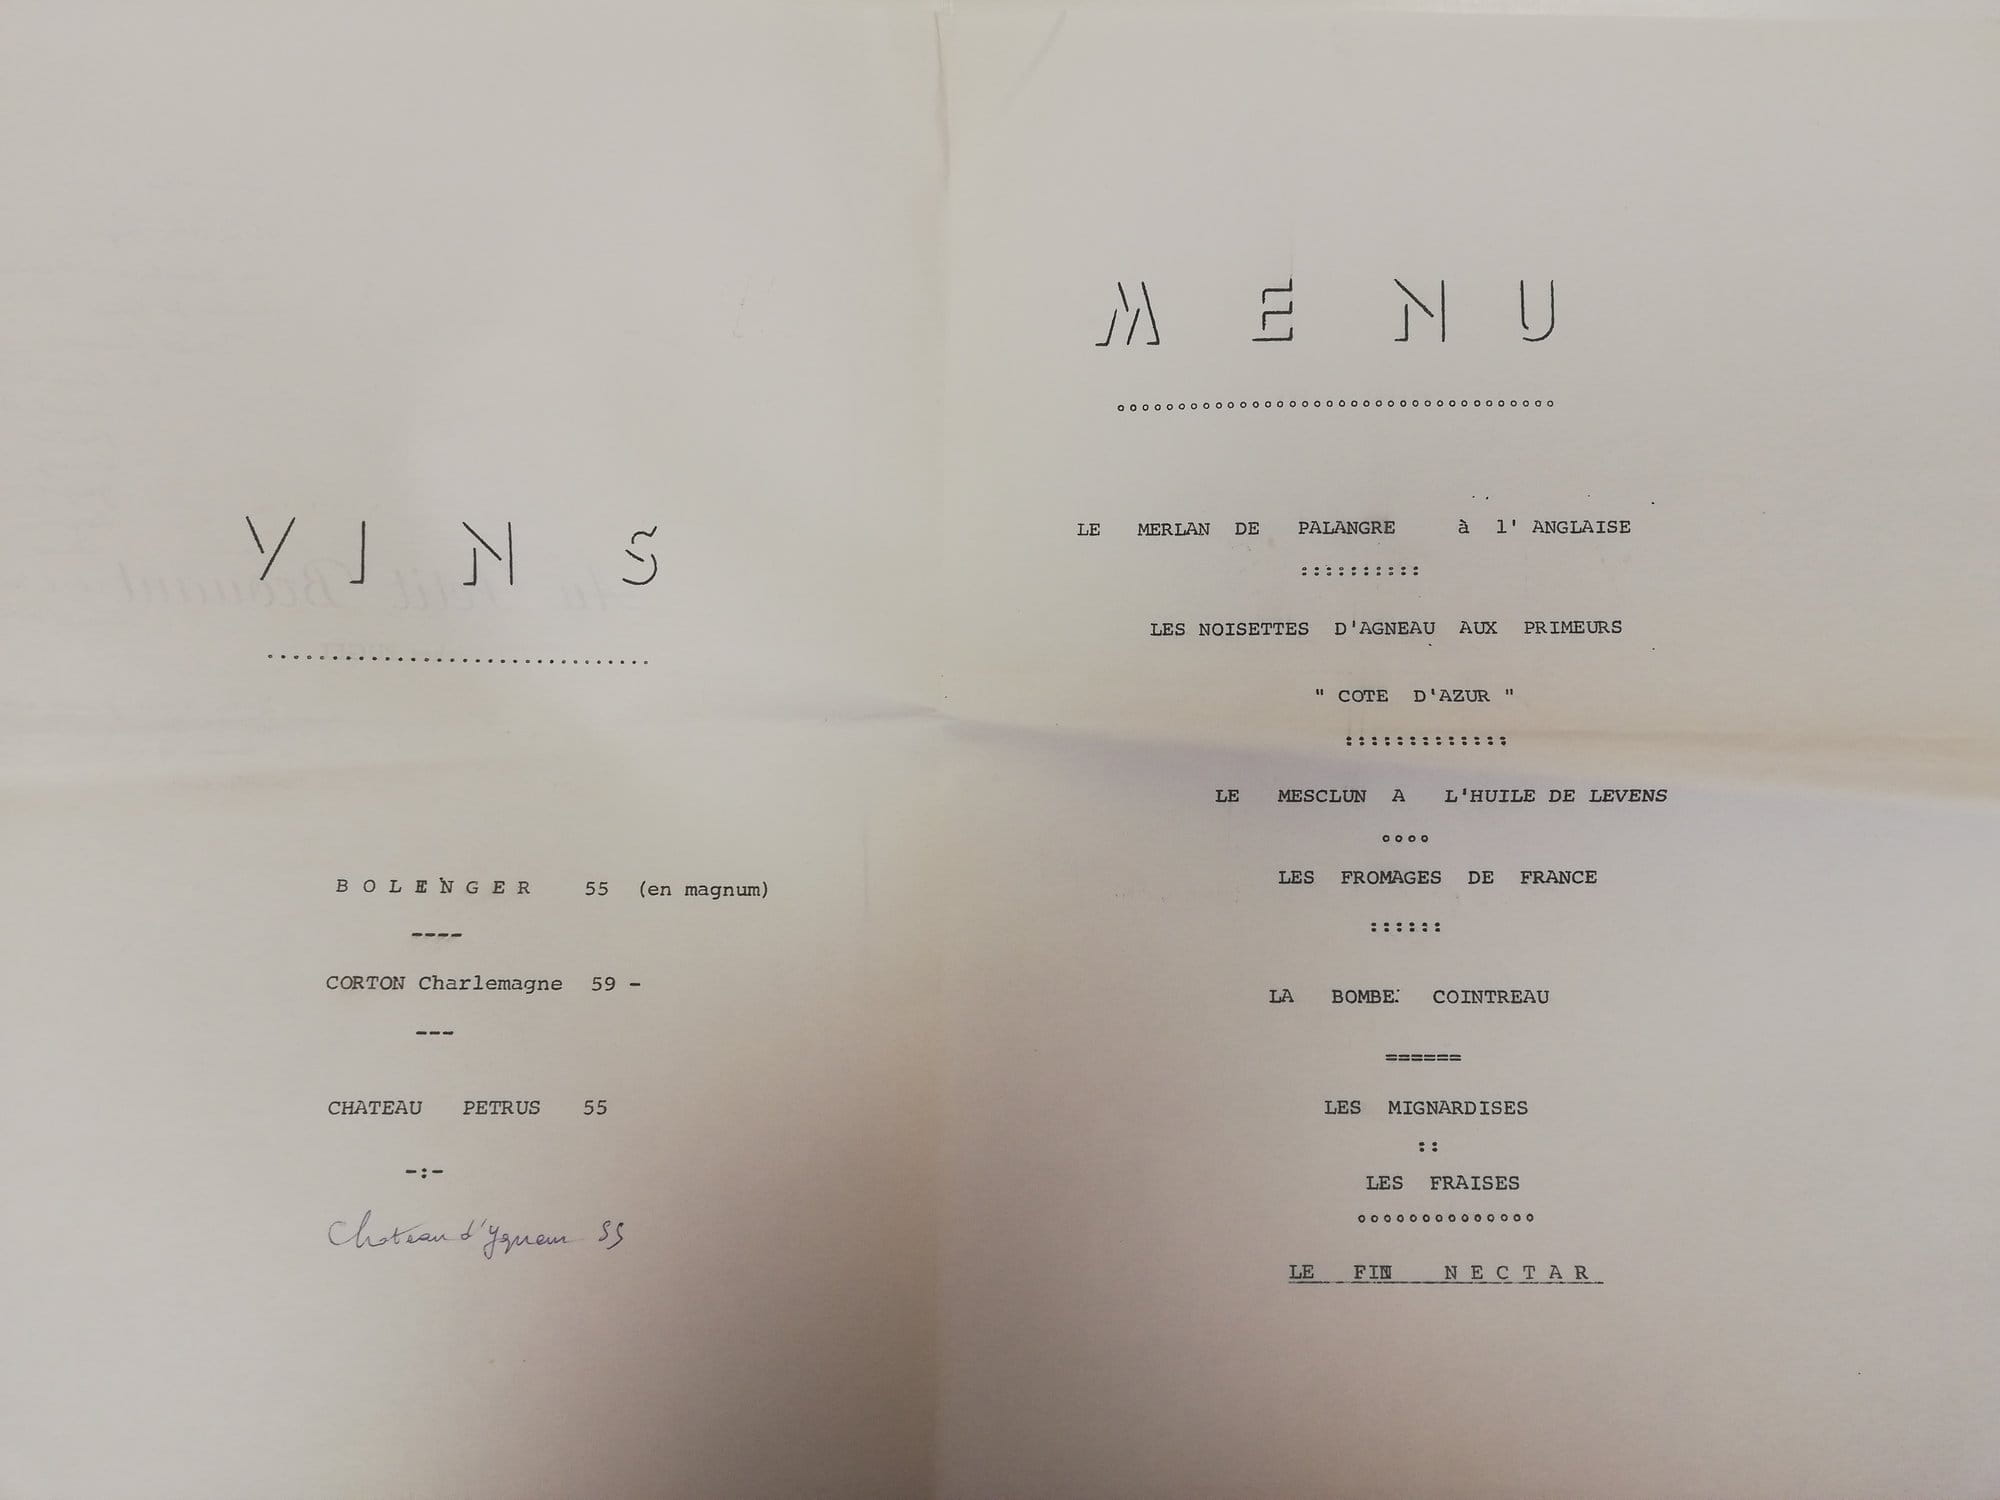 VINS
BOLENGER 55 (en magnum)
----
CORTON Charlemagne 59 -
---
CHATEAU PETRUS 55
-:-
Chateau d'Yquem 55
MENU
LE MERLAN DE PALANGRE à l' ANGLAISE
::::::::::
LES NOISETTES D'AGNEAU AUX PRIMEURS
" COTE D'AZUR "
:::::::::::::
LE MESCLUN A L'HUILE DE LEVENS
oooo
LES FROMAGES DE FRANCE
::::::
LA BOMBE COINTREAU
======
LES MIGNARDISES
::
LES FRAISES
oooooooooooooo
LE FIN NECTAR